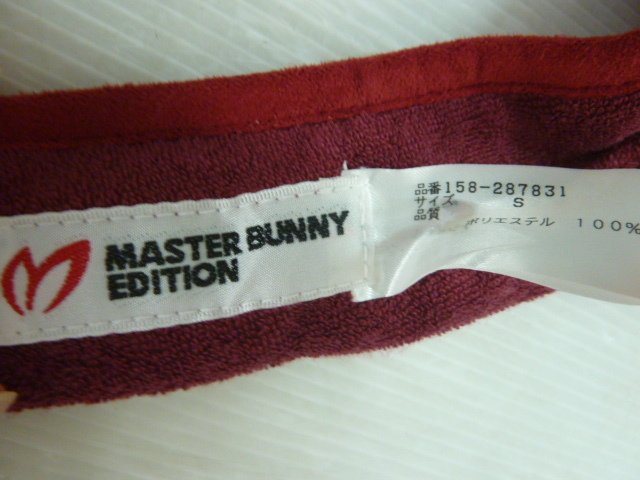 MASTER BUNNY
EDITION
品番158-287831
サイズ S
品質 ポリエステル 100%